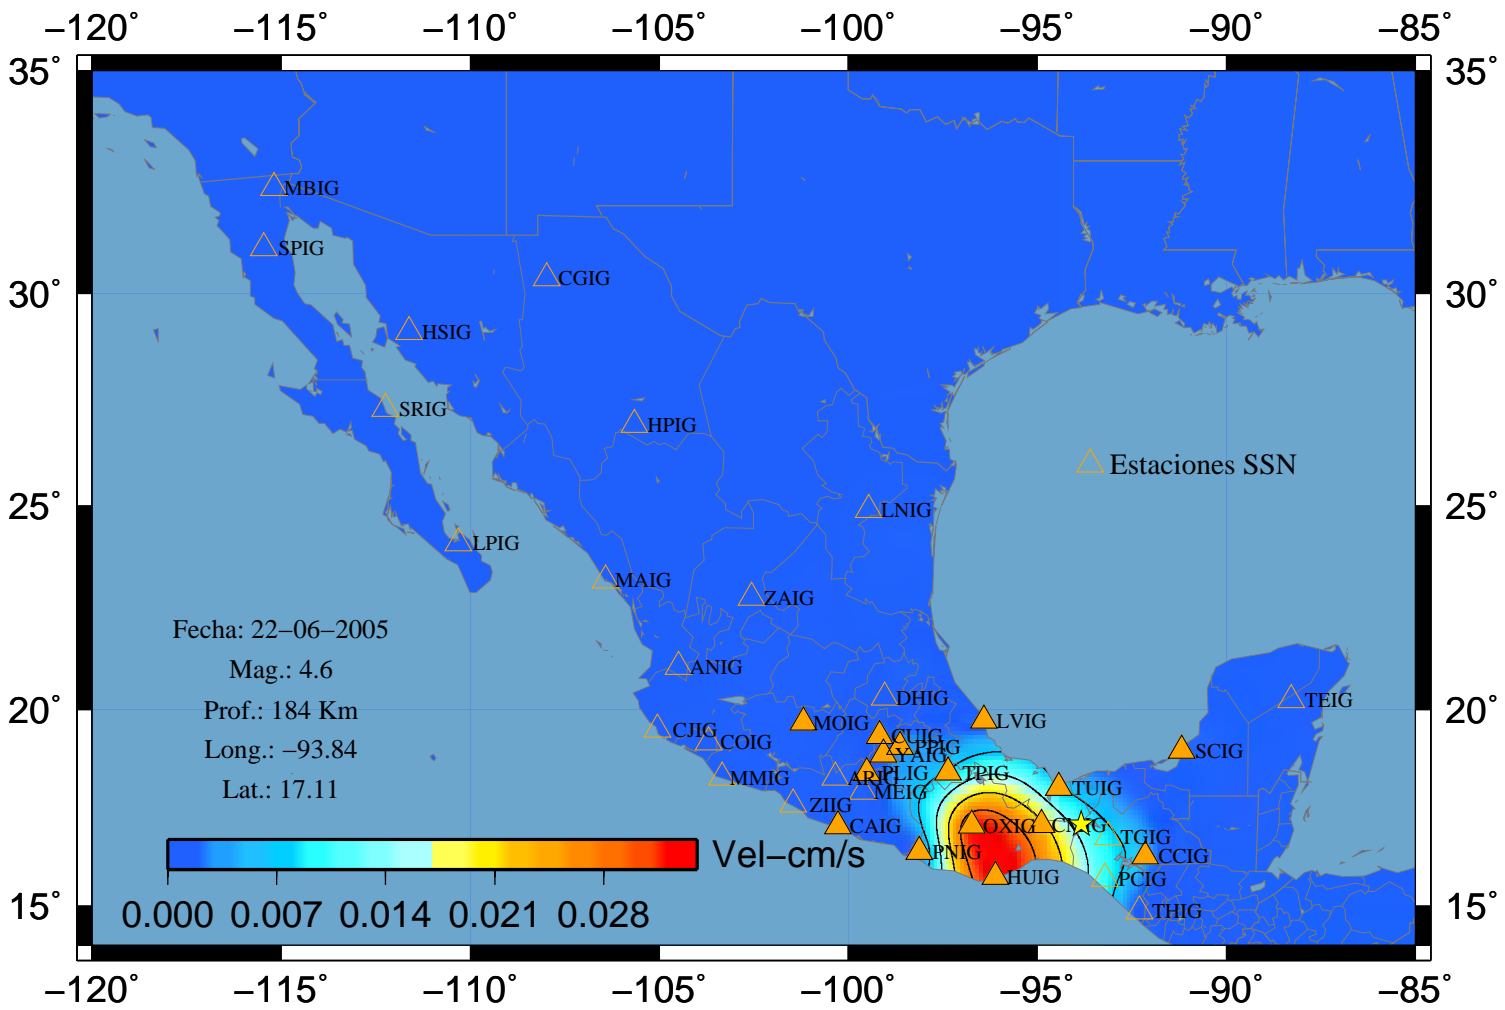 −120˚ −115˚ −110˚ −105˚ −100˚ −95˚ −90˚ −85˚
35˚ 35˚
MBIG
SPIG
CGIG
30˚ 30˚
HSIG
SRIG
HPIG
Estaciones SSN
25˚ LNIG 25˚
LPIG
MAIG
ZAIG
Fecha: 22−06−2005
Mag.: 4.6
ANIG
DHIG
TEIG
20˚ Prof.: 184 Km 20˚
MOIG
LVIG
CJIG
COIG
CUIG
PPIG
YAIG
SCIG
Long.: −93.84
MMIG
ARIG
PLIG
TPIG
Lat.: 17.11
MEIG
TUIG
ZIIG
CAIG
OXIG
TGIG
Vel−cm/s
PNIG
CCIG
HUIG
PCIG
15˚ THIG 15˚
0.000 0.007 0.014 0.021 0.028
−120˚ −115˚ −110˚ −105˚ −100˚ −95˚ −90˚ −85˚